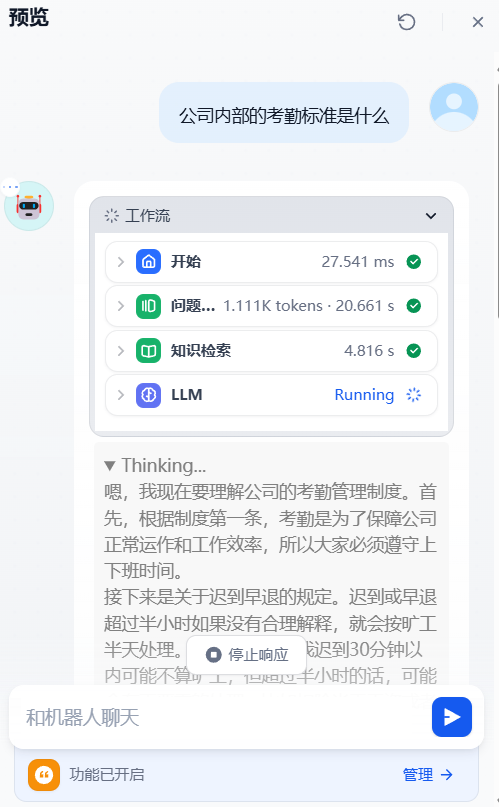 预览
公司内部的考勤标准是什么
工作流
开始 27.541 ms
问题... 1.111K tokens · 20.661 s
知识检索 4.816 s
LLM Running
Thinking...
嗯，我现在要理解公司的考勤管理制度。首
先，根据制度第一条，考勤是为了保障公司
正常运作和工作效率，所以大家必须遵守上
下班时间。
接下来是关于迟到早退的规定。迟到或早退
超过半小时如果没有合理解释，就会按旷工
半天处理。 迟到30分钟以
停止响应
内可能不算旷工，但超过半小时的话，可能
和机器人聊天
功能已开启 管理